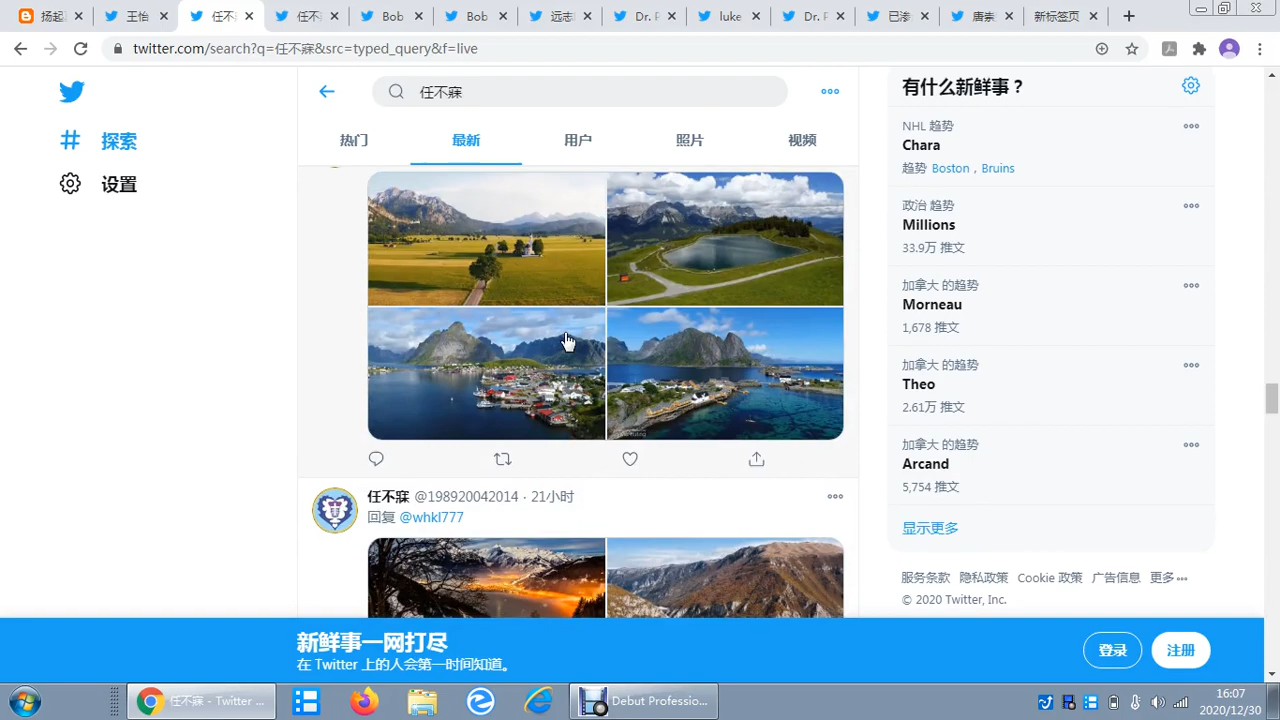 扬起
王怡
任不
任不
Bob
Bob
远志
Dr. P
luke
Dr. P
已涤
唐柰
新标签页
twitter.com/search?q=任不寐&src=typed_query&f=live
任不寐
热门
最新
用户
照片
视频
探索
设置
任不寐 @198920042014 · 21小时
回复 @whkl777
有什么新鲜事？
NHL 趋势
Chara
趋势 Boston，Bruins
政治 趋势
Millions
33.9万 推文
加拿大 的趋势
Morneau
1,678 推文
加拿大 的趋势
Theo
2.61万 推文
加拿大 的趋势
Arcand
5,754 推文
显示更多
服务条款 隐私政策 Cookie 政策 广告信息 更多
© 2020 Twitter, Inc.
新鲜事一网打尽
在 Twitter 上的人会第一时间知道。
登录
注册
任不寐 - Twitter ...
Debut Professio...
16:07
2020/12/30